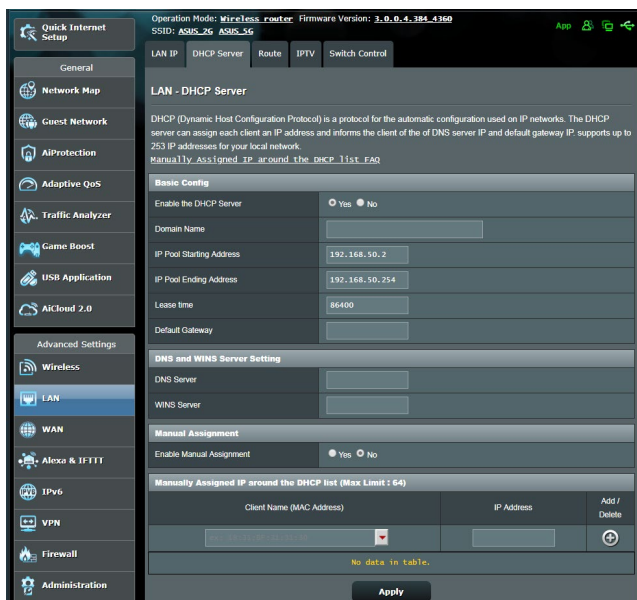 Operation Mode: Wireless router Firmware Version: 3.0.0.4.384_4360
SSID: ASUS_2G ASUS_5G
App
Quick Internet
Setup
General
Network Map
Guest Network
AiProtection
Adaptive QoS
Traffic Analyzer
Game Boost
USB Application
AiCloud 2.0
Advanced Settings
Wireless
LAN
WAN
Alexa & IFTTT
IPv6
VPN
Firewall
Administration
LAN IP
DHCP Server
Route
IPTV
Switch Control
LAN - DHCP Server
DHCP (Dynamic Host Configuration Protocol) is a protocol for the automatic configuration used on IP networks. The DHCP
server can assign each client an IP address and informs the client of the of DNS server IP and default gateway IP. supports up to
253 IP addresses for your local network.
Manually Assigned IP around the DHCP list FAQ
Basic Config
Enable the DHCP Server Yes No
Domain Name
IP Pool Starting Address 192.168.50.2
IP Pool Ending Address 192.168.50.254
Lease time 86400
Default Gateway
DNS and WINS Server Setting
DNS Server
WINS Server
Manual Assignment
Enable Manual Assignment Yes No
Manually Assigned IP around the DHCP list (Max Limit : 64)
Client Name (MAC Address) IP Address Add /
Delete
No data in table.
Apply